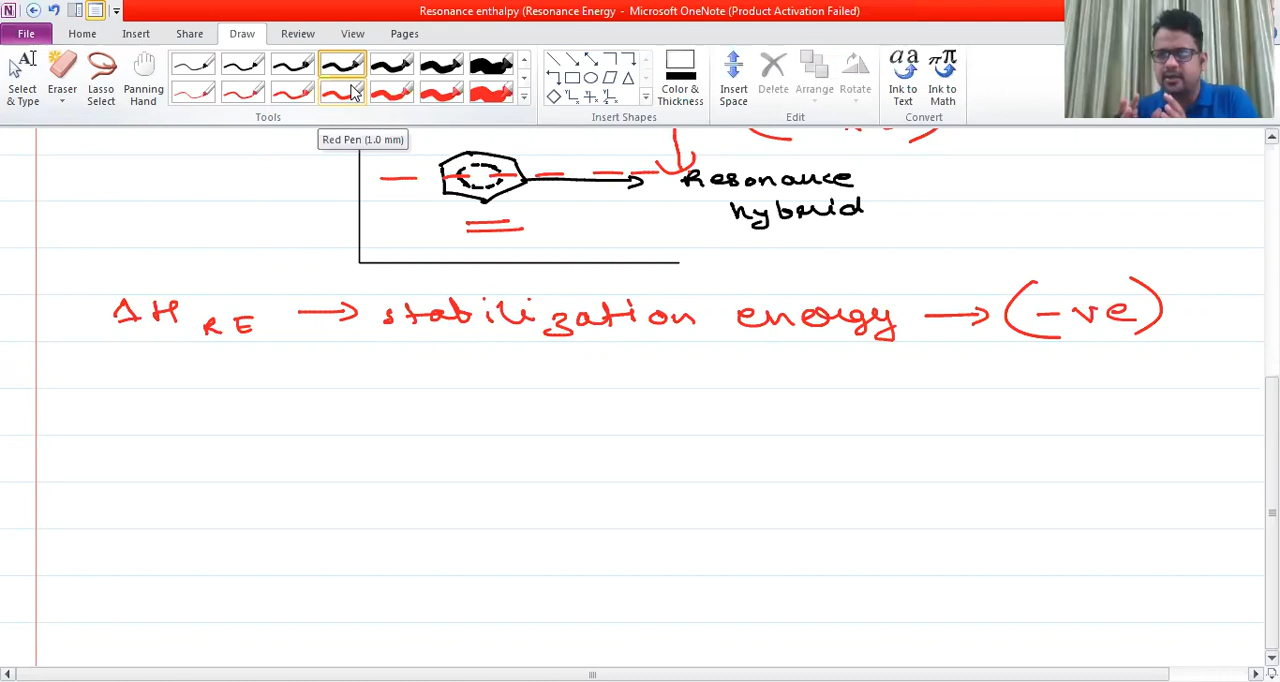 Resonance enthalpy (Resonance Energy - Microsoft OneNote (Product Activation Failed)
File Home Insert Share Draw Review View Pages
Select & Type Eraser Lasso Select Panning Hand Color & Thickness Insert Space Delete Arrange Rotate Ink to Text Ink to Math
Tools Insert Shapes Edit Convert
Red Pen (1.0 mm)
Resonance
hybrid
ΔH RE → stabilization energy → (-ve)